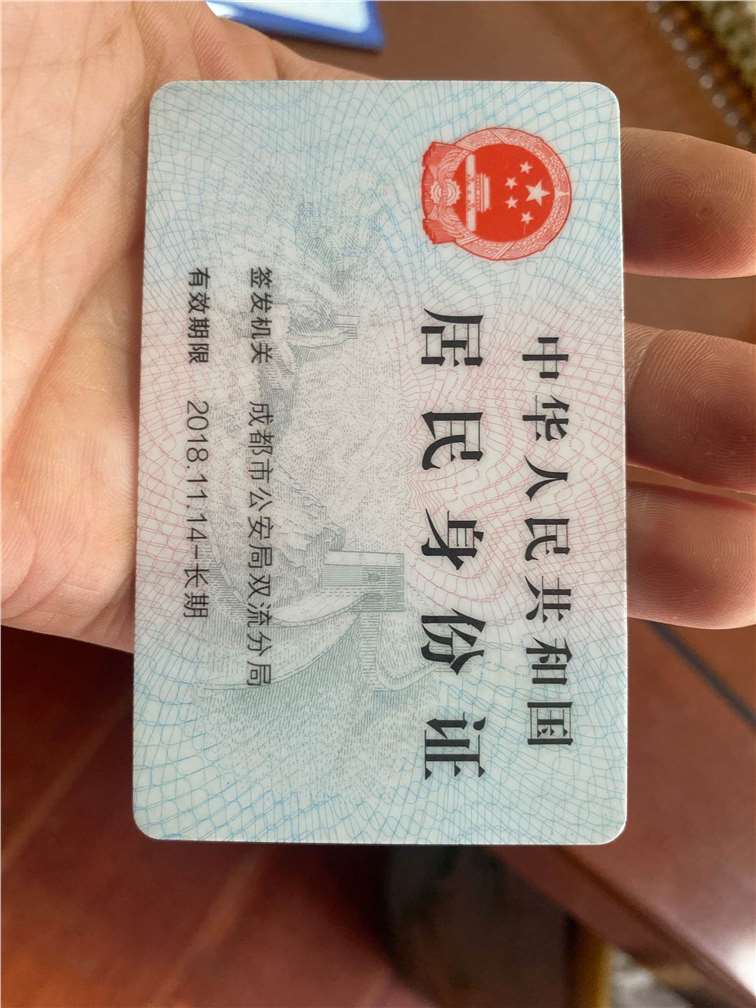 中华人民共和国
居民身份证
签发机关 成都市公安局双流分局
有效期限 2018.11.14-长期